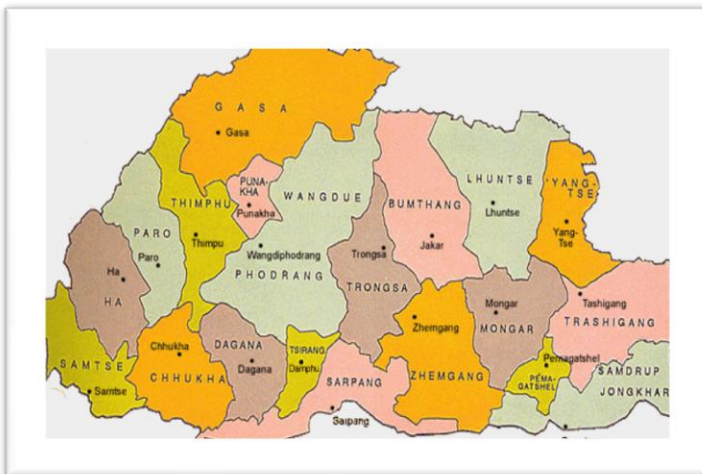 GASA
Gasa
PUNA-
KHA
Punakha
THIMPHU
Thimpu
PARO
Paro
Ha
HA
WANGDUE
Wangdiphodrang
PHODRANG
BUMTHANG
Jakar
LHUNTSE
Lhuntse
YANG-
TSE
Yang-
Tse
Trongsa
TRONGSA
Mongar
MONGAR
Tashigang
TRASHIGANG
SAMTSE
Samtse
Chhukha
CHHUKHA
DAGANA
Dagana
TSIRANG
Damphu
SARPANG
Sarpang
Zhemgang
ZHEMGANG
Pemagatshel
PEMA-
GATSHEL
SAMDRUP
JONGKHAR